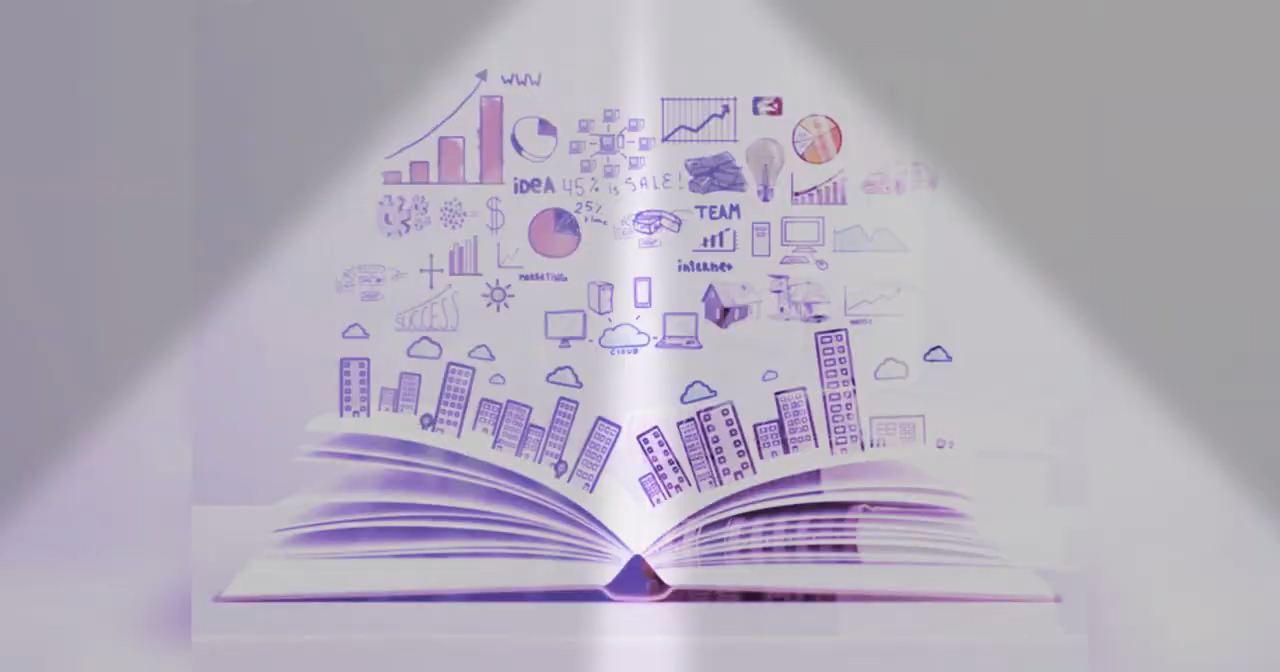 www
iDEA 45% is SALE!
25%
TEAM
internet
MARKETING
SUCCESS
CLOUD